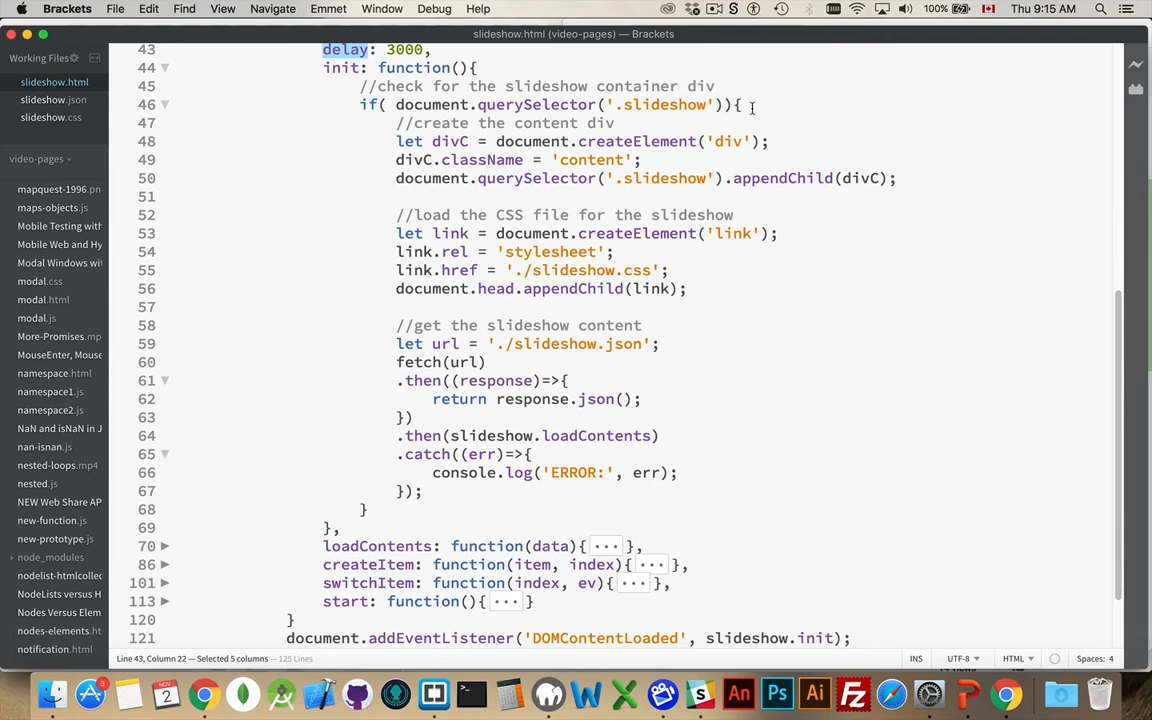 Brackets File Edit Find View Navigate Emmet Window Debug Help 100% Thu 9:15 AM
slideshow.html (video-pages) — Brackets
Working Files
slideshow.html
slideshow.json
slideshow.css
video-pages
mapquest-1996.pn
maps-objects.js
Mobile Testing with
Mobile Web and Hy
Modal Windows wi
modal.css
modal.html
modal.js
More-Promises.mp
MouseEnter, Mouse
namespace.html
namespace1.js
namespace2.js
NaN and isNaN in J
nan-isnan.js
nested-loops.mp4
nested.js
NEW Web Share AP
new-function.js
new-prototype.js
node_modules
nodelist-htmlcollec
NodeLists versus H
Nodes Versus Elem
nodes-elements.ht
notification.html
43 delay: 3000,
44 init: function(){
45 //check for the slideshow container div
46 if( document.querySelector('.slideshow')){
47 //create the content div
48 let divC = document.createElement('div');
49 divC.className = 'content';
50 document.querySelector('.slideshow').appendChild(divC);
51
52 //load the CSS file for the slideshow
53 let link = document.createElement('link');
54 link.rel = 'stylesheet';
55 link.href = './slideshow.css';
56 document.head.appendChild(link);
57
58 //get the slideshow content
59 let url = './slideshow.json';
60 fetch(url)
61 .then((response)=>{
62 return response.json();
63 })
64 .then(slideshow.loadContents)
65 .catch((err)=>{
66 console.log('ERROR:', err);
67 });
68 }
69 },
70 loadContents: function(data){ ··· },
86 createItem: function(item, index){ ··· },
101 switchItem: function(index, ev){ ··· },
113 start: function(){ ··· }
120 }
121 document.addEventListener('DOMContentLoaded', slideshow.init);
Line 43, Column 22 — Selected 5 columns — 125 Lines INS UTF-8 HTML Spaces: 4
3 NOV 2 W X S An Ps Ai Fz P